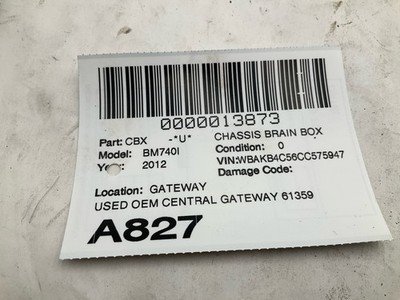 0000013873
Part: CBX -*U* CHASSIS BRAIN BOX
Model: BM740I Condition: 0
2012 VIN:WBAKB4C56CC575947
Damage Code:
Location: GATEWAY
USED OEM CENTRAL GATEWAY 61359
A827